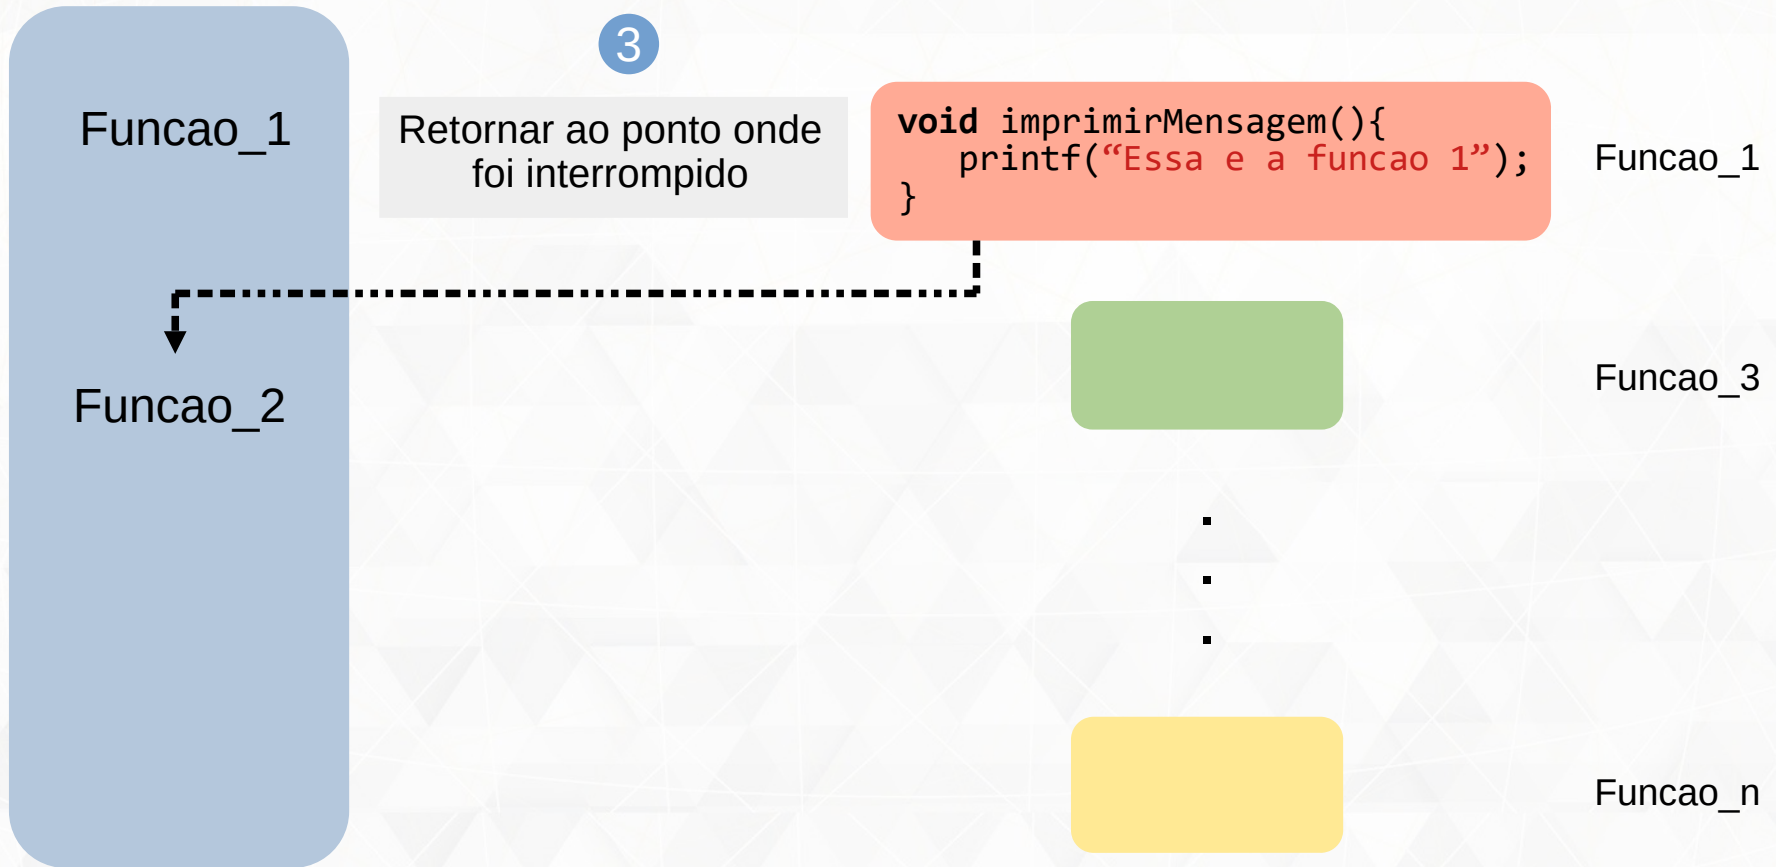 3
Funcao_1
Retornar ao ponto onde
foi interrompido
void imprimirMensagem(){
printf(“Essa e a funcao 1”);
}
Funcao_1
Funcao_2
Funcao_3
.
.
.
Funcao_n